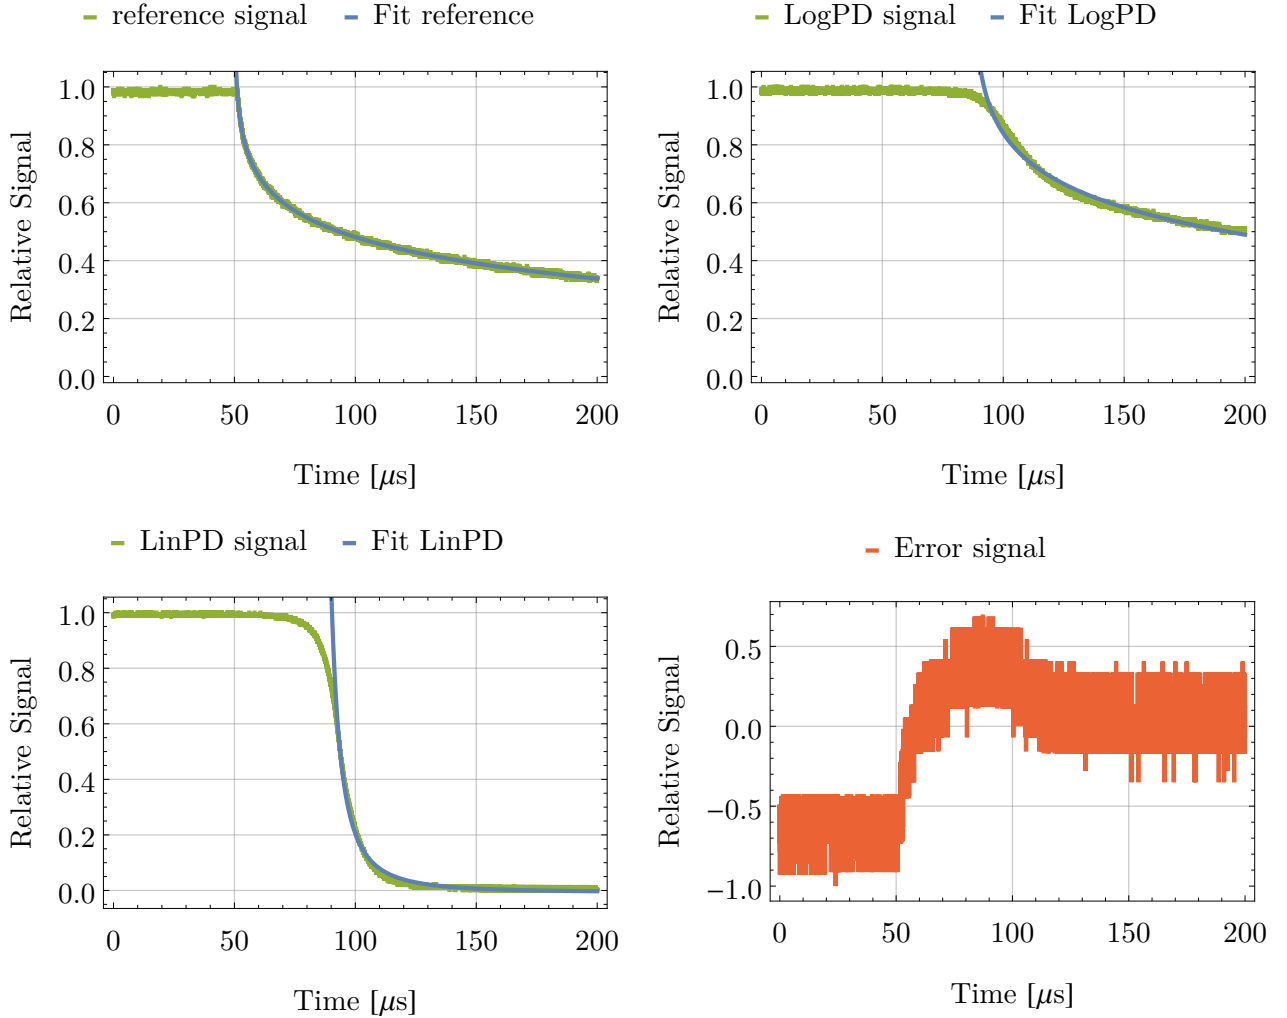 reference signal Fit reference
1.0
0.8
0.6
0.4
0.2
0.0
Relative Signal
0 50 100 150 200
Time [μs]
LogPD signal Fit LogPD
1.0
0.8
0.6
0.4
0.2
0.0
Relative Signal
0 50 100 150 200
Time [μs]
LinPD signal Fit LinPD
1.0
0.8
0.6
0.4
0.2
0.0
Relative Signal
0 50 100 150 200
Time [μs]
Error signal
0.5
0.0
−0.5
−1.0
Relative Signal
0 50 100 150 200
Time [μs]